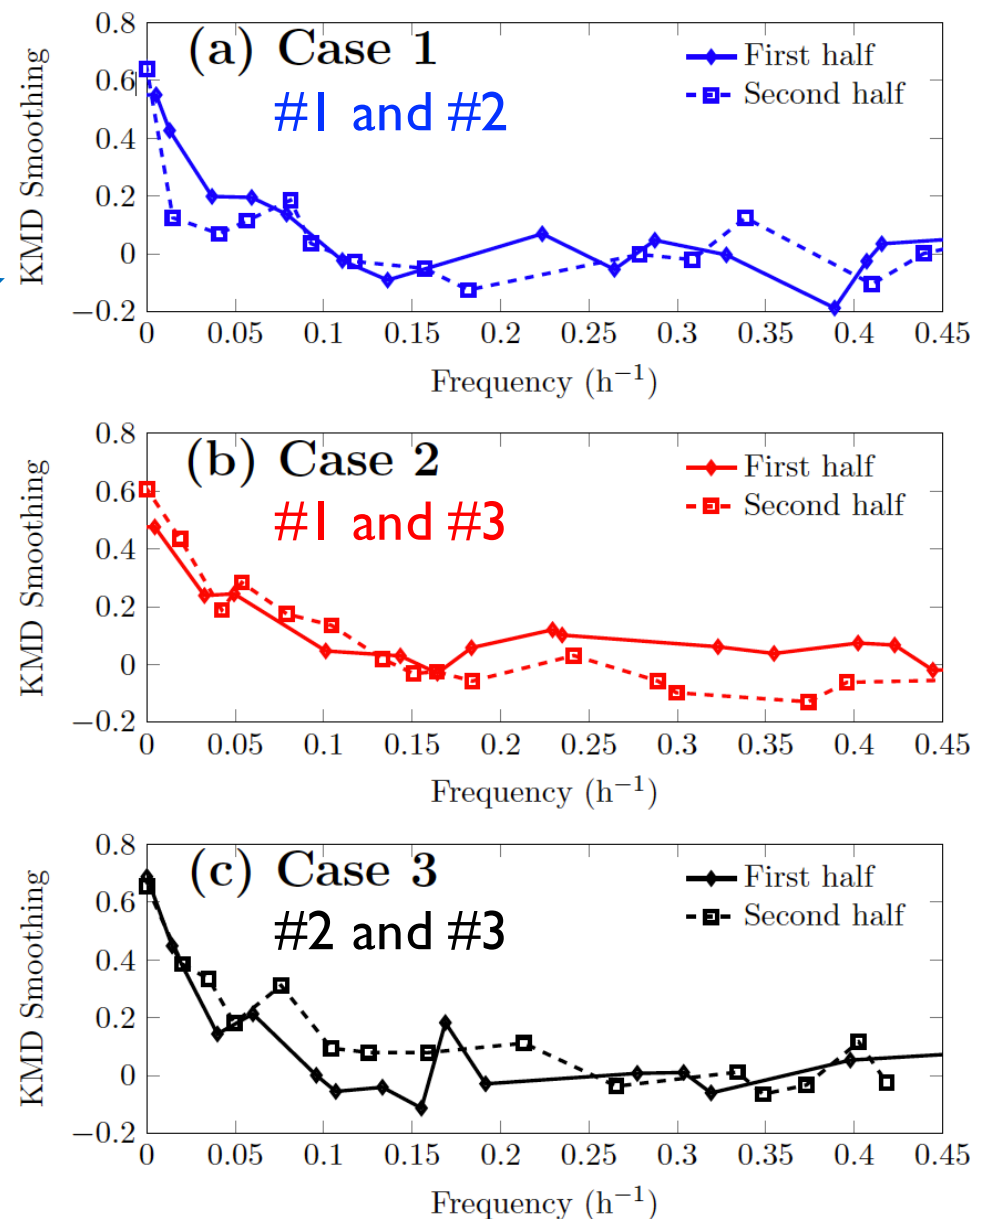 (a) Case 1
#1 and #2
First half
Second half
KMD Smoothing
0.8
0.6
0.4
0.2
0
−0.2
0 0.05 0.1 0.15 0.2 0.25 0.3 0.35 0.4 0.45
Frequency (h⁻¹)
(b) Case 2
#1 and #3
First half
Second half
KMD Smoothing
0.8
0.6
0.4
0.2
0
−0.2
0 0.05 0.1 0.15 0.2 0.25 0.3 0.35 0.4 0.45
Frequency (h⁻¹)
(c) Case 3
#2 and #3
First half
Second half
KMD Smoothing
0.8
0.6
0.4
0.2
0
−0.2
0 0.05 0.1 0.15 0.2 0.25 0.3 0.35 0.4 0.45
Frequency (h⁻¹)